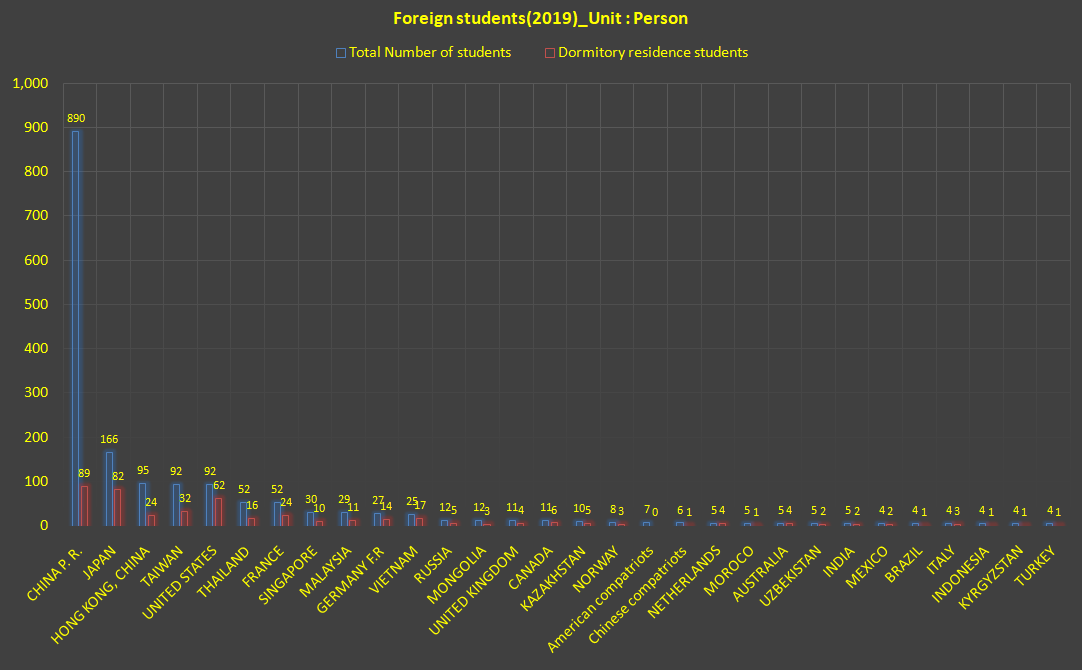 Foreign students(2019)_Unit : Person
Total Number of students
Dormitory residence students
1,000
900
800
700
600
500
400
300
200
100
0
890
89
166
82
95
24
92
32
92
62
52
16
52
24
30
10
29
11
27
14
25
17
12
5
12
3
11
4
11
6
10
5
8
3
7
0
6
1
5
4
5
1
5
4
5
2
5
2
4
2
4
1
4
3
4
1
4
1
4
1
CHINA P. R.
JAPAN
HONG KONG, CHINA
TAIWAN
UNITED STATES
THAILAND
FRANCE
SINGAPORE
MALAYSIA
GERMANY F.R
VIETNAM
RUSSIA
MONGOLIA
UNITED KINGDOM
CANADA
KAZAKHSTAN
NORWAY
American compatriots
Chinese compatriots
NETHERLANDS
MOROCO
AUSTRALIA
UZBEKISTAN
INDIA
MEXICO
BRAZIL
ITALY
INDONESIA
KYRGYZSTAN
TURKEY